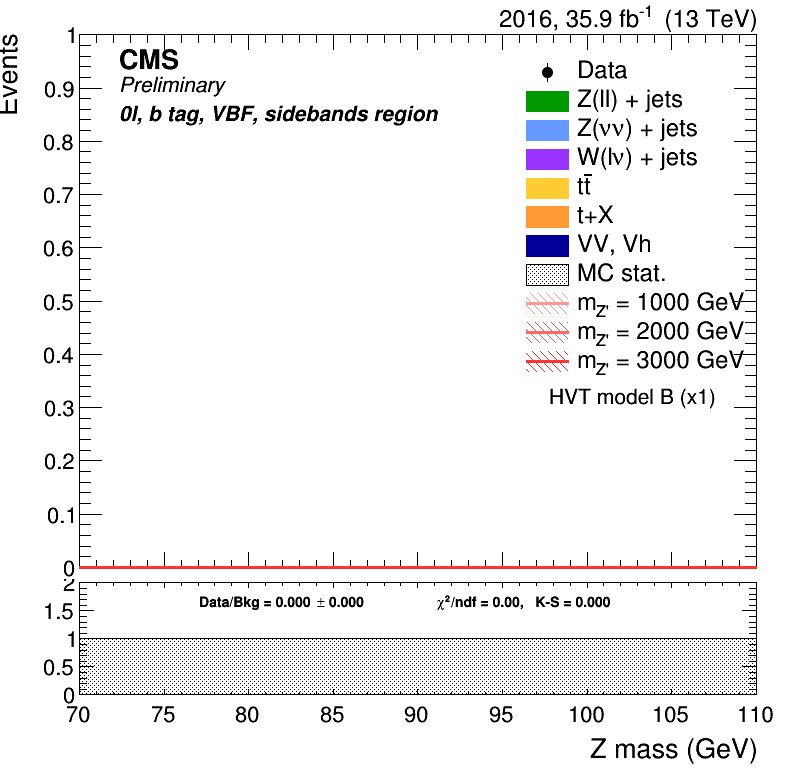 2016, 35.9 fb⁻¹ (13 TeV)
Events
CMS
Preliminary
0l, b tag, VBF, sidebands region
Data
Z(ll) + jets
Z(νν) + jets
W(lν) + jets
tt̄
t+X
VV, Vh
MC stat.
m_Z' = 1000 GeV
m_Z' = 2000 GeV
m_Z' = 3000 GeV
HVT model B (x1)
1
0.9
0.8
0.7
0.6
0.5
0.4
0.3
0.2
0.1
0
Data/Bkg = 0.000 ± 0.000 χ²/ndf = 0.00, K-S = 0.000
2
1.5
1
0.5
0
70 75 80 85 90 95 100 105 110
Z mass (GeV)